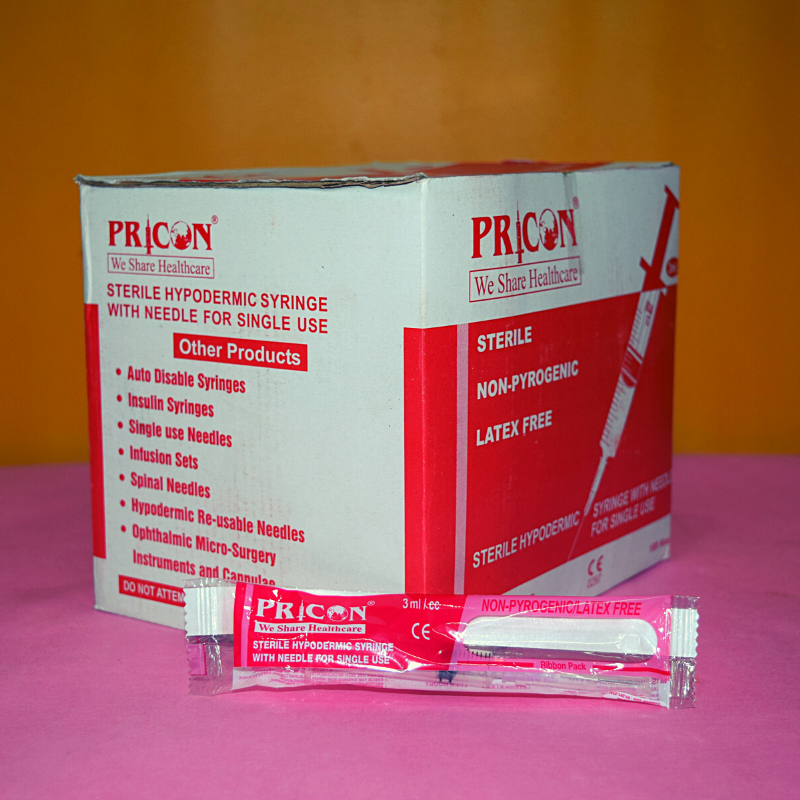 PRICON®
We Share Healthcare
STERILE HYPODERMIC SYRINGE
WITH NEEDLE FOR SINGLE USE
Other Products
• Auto Disable Syringes
• Insulin Syringes
• Single use Needles
• Infusion Sets
• Spinal Needles
• Hypodermic Re-usable Needles
• Ophthalmic Micro-Surgery
Instruments and Cannulae
DO NOT
PRICON®
We Share Healthcare
STERILE
NON-PYROGENIC
LATEX FREE
STERILE HYPODERMIC
SYRINGE WITH
FOR SINGLE USE
CE
PRICON®
We Share Healthcare
STERILE HYPODERMIC SYRINGE
WITH NEEDLE FOR SINGLE USE
3 ml / cc
CE
NON-PYROGENIC/LATEX FREE
Ribbon Pack